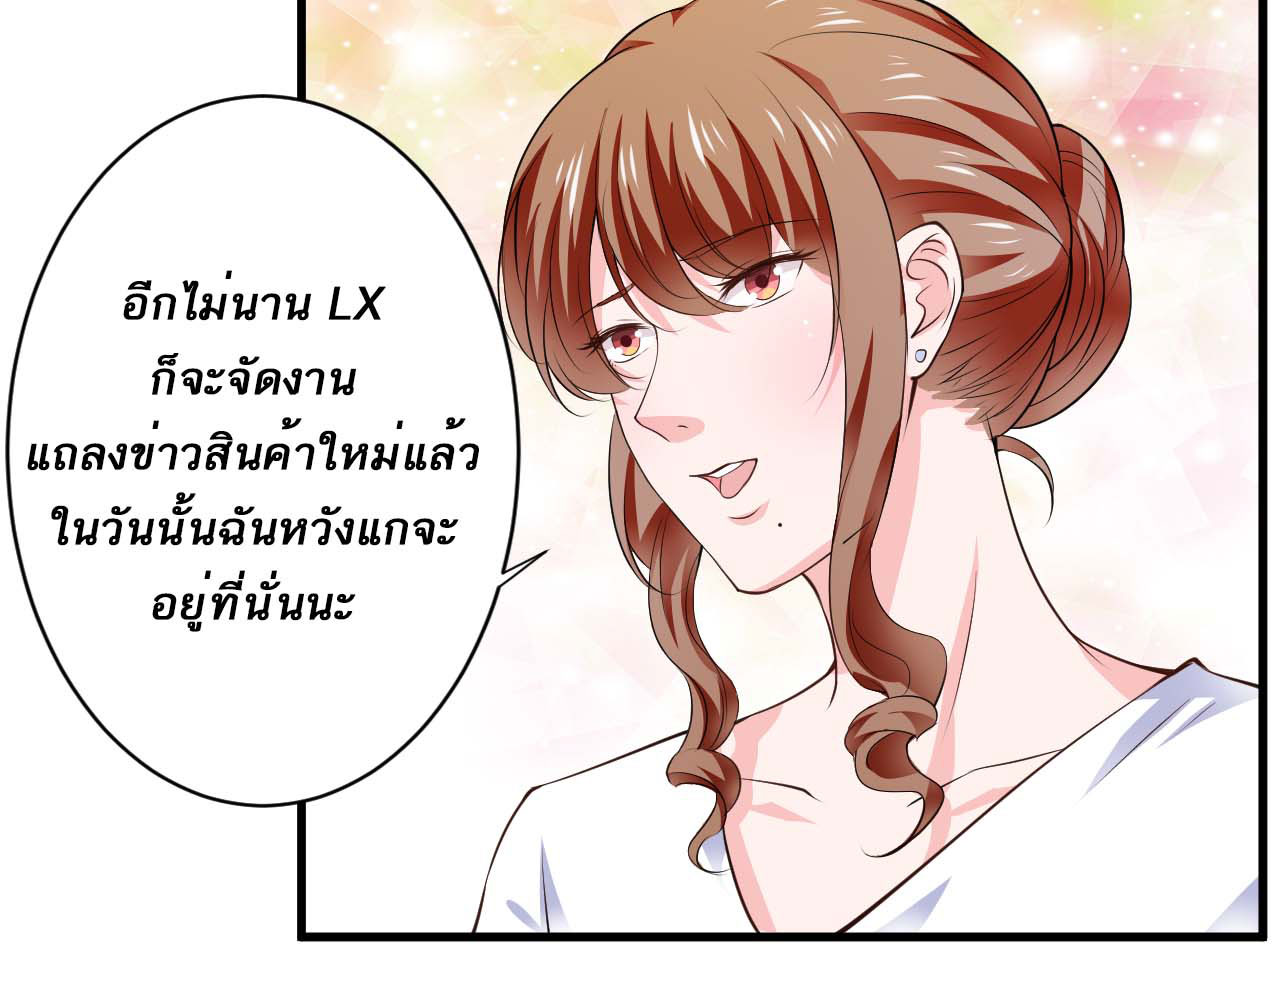 อีกไม่นาน LX
ก็จะจัดงาน
แถลงข่าวสินค้าใหม่แล้ว
ในวันนั้นฉันหวังแกจะ
อยู่ที่นั่นนะ